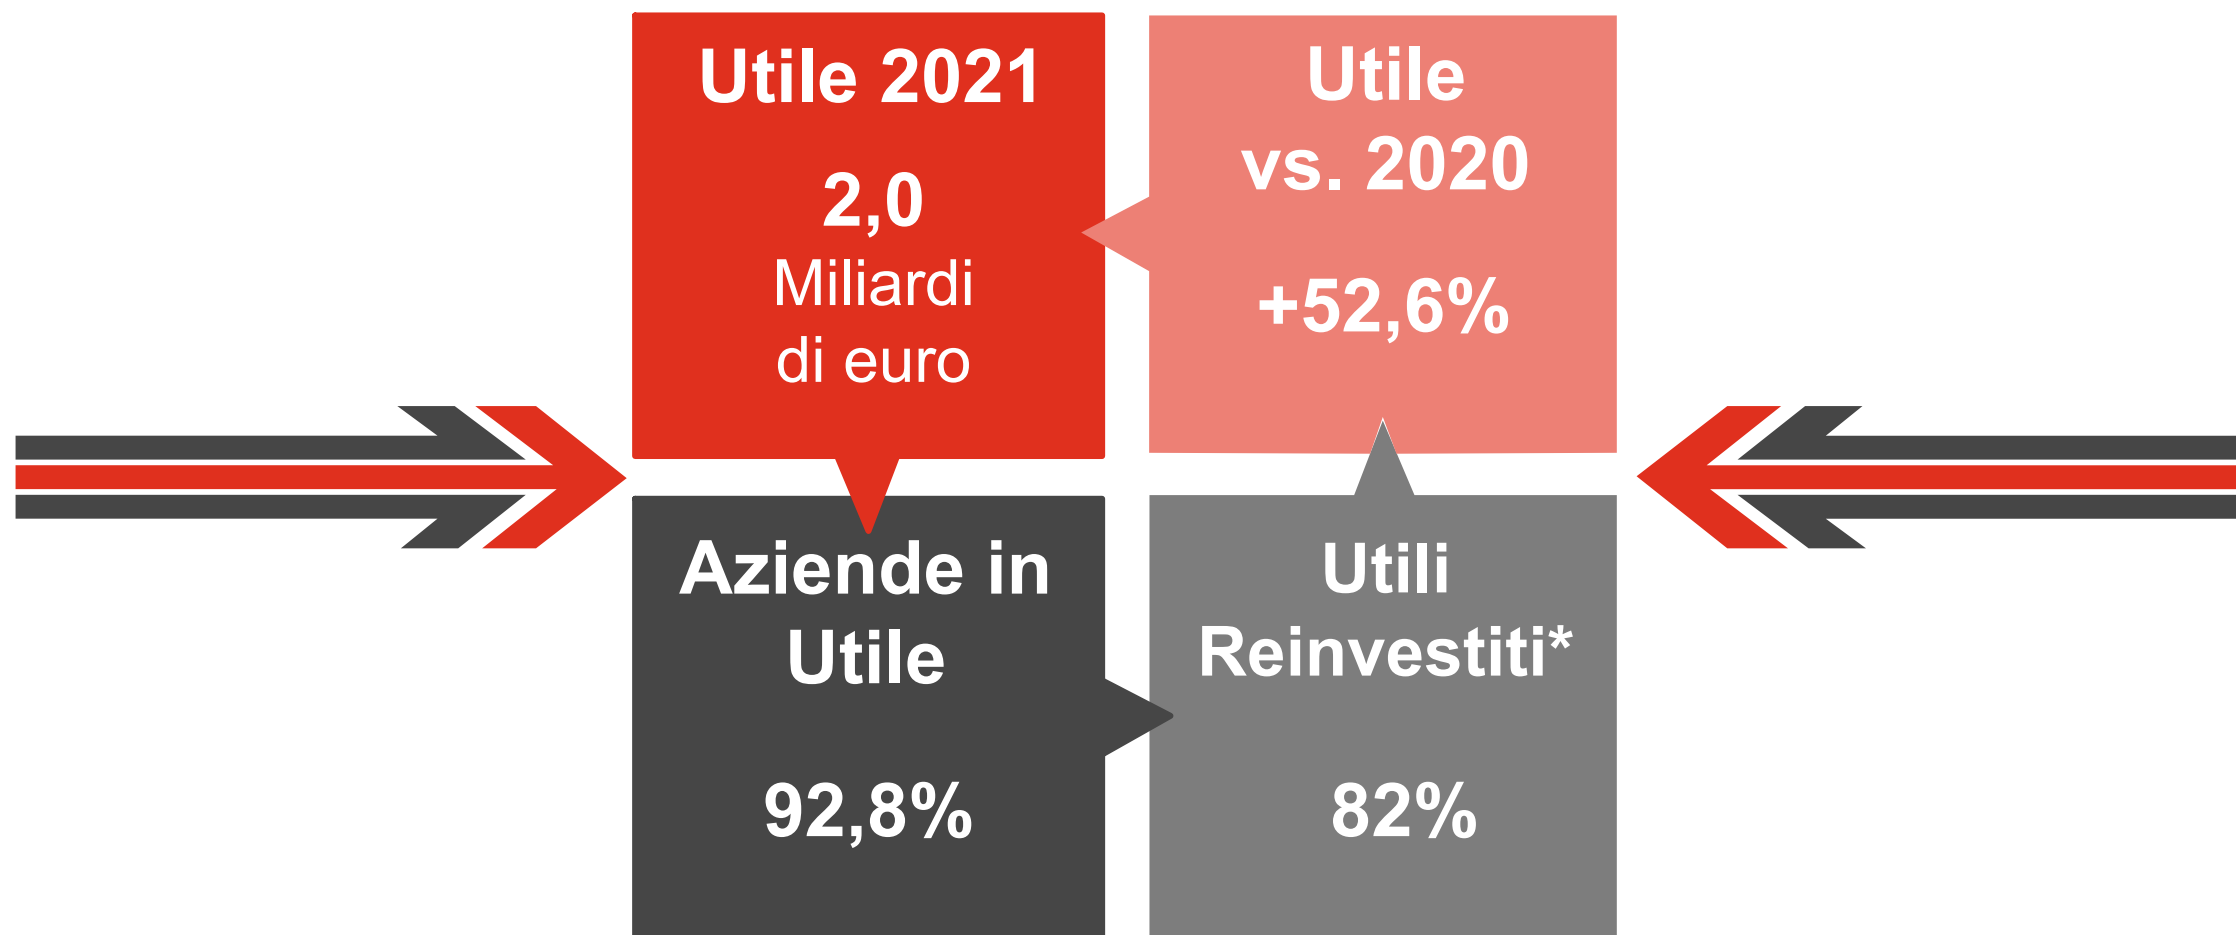 Utile 2021
2,0
Miliardi
di euro
Utile
vs. 2020
+52,6%
Aziende in
Utile
92,8%
Utili
Reinvestiti*
82%